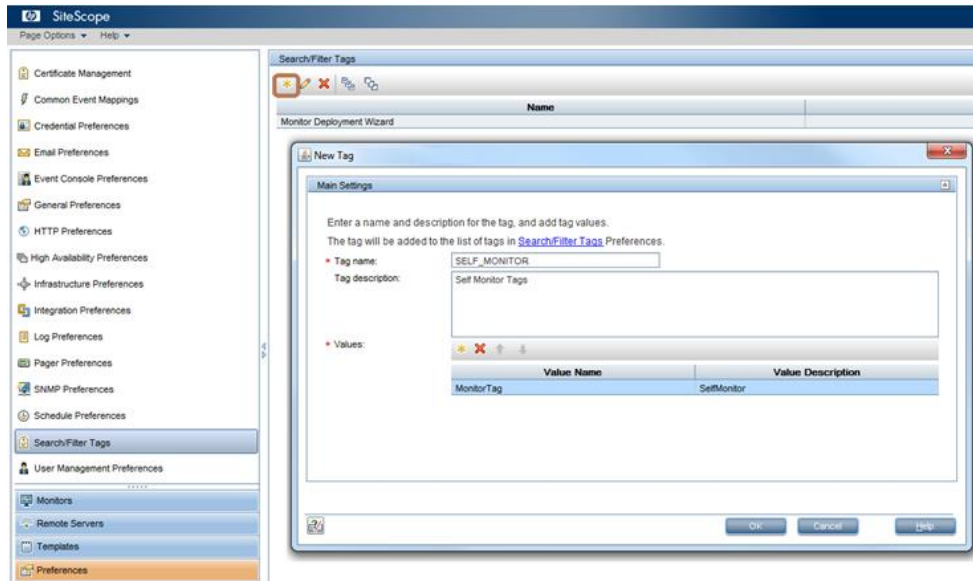 hp SiteScope
Page Options Help
Certificate Management
Common Event Mappings
Credential Preferences
Email Preferences
Event Console Preferences
General Preferences
HTTP Preferences
High Availability Preferences
Infrastructure Preferences
Integration Preferences
Log Preferences
Pager Preferences
SNMP Preferences
Schedule Preferences
Search/Filter Tags
User Management Preferences
Monitors
Remote Servers
Templates
Preferences
Search/Filter Tags
Name
Monitor Deployment Wizard
New Tag
Main Settings
Enter a name and description for the tag, and add tag values.
The tag will be added to the list of tags in Search/Filter Tags Preferences.
* Tag name: SELF_MONITOR
Tag description: Self Monitor Tags
* Values:
Value Name Value Description
MonitorTag SelfMonitor
OK Cancel Help